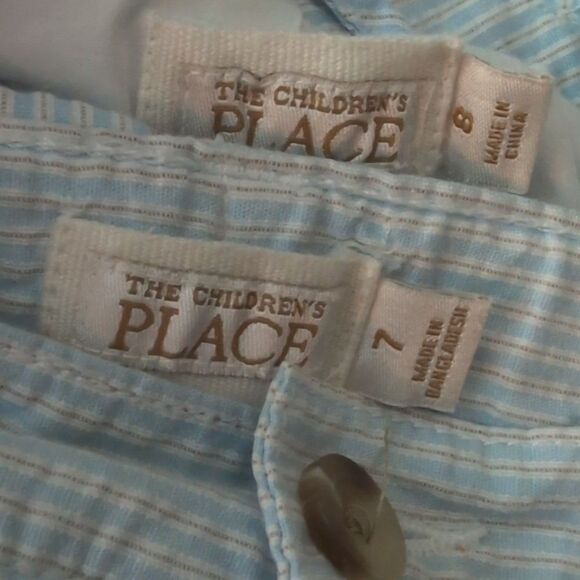 THE CHILDREN'S
PLACE
8
MADE IN
CHINA
THE CHILDREN'S
PLACE
7
MADE IN
BANGLADESH